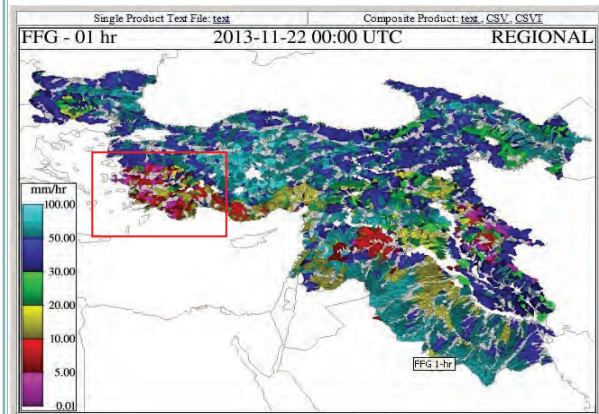 Single Product Text File: text Composite Product: text , CSV , CSVT
FFG - 01 hr 2013-11-22 00:00 UTC REGIONAL
mm/hr
100.00
50.00
30.00
20.00
10.00
5.00
0.01
FFG 1-hr